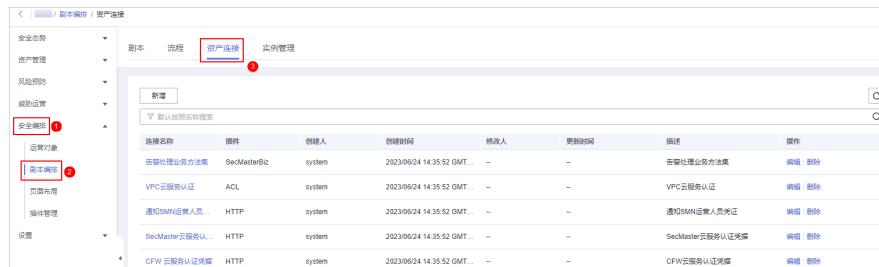 / 剧本编排 / 资产连接
安全态势
资产管理
风险预防
威胁运营
安全编排 1
运营对象
剧本编排 2
页面布局
插件管理
设置
剧本 流程 资产连接 实例管理
3
新增
默认按照名称搜索
连接名称 插件 创建人 创建时间 修改人 更新时间 描述 操作
告警处理业务方法集 SecMasterBiz system 2023/06/24 14:35:52 GMT... -- -- 告警处理业务方法集 编辑 删除
VPC云服务认证 ACL system 2023/06/24 14:35:52 GMT... -- -- VPC云服务认证 编辑 删除
通知SMN运营人员... HTTP system 2023/06/24 14:35:52 GMT... -- -- 通知SMN运营人员凭证 编辑 删除
SecMaster云服务认... HTTP system 2023/06/24 14:35:52 GMT... -- -- SecMaster云服务认证凭据 编辑 删除
CFW 云服务认证凭据 HTTP system 2023/06/24 14:35:52 GMT... -- -- CFW云服务认证凭据 编辑 删除